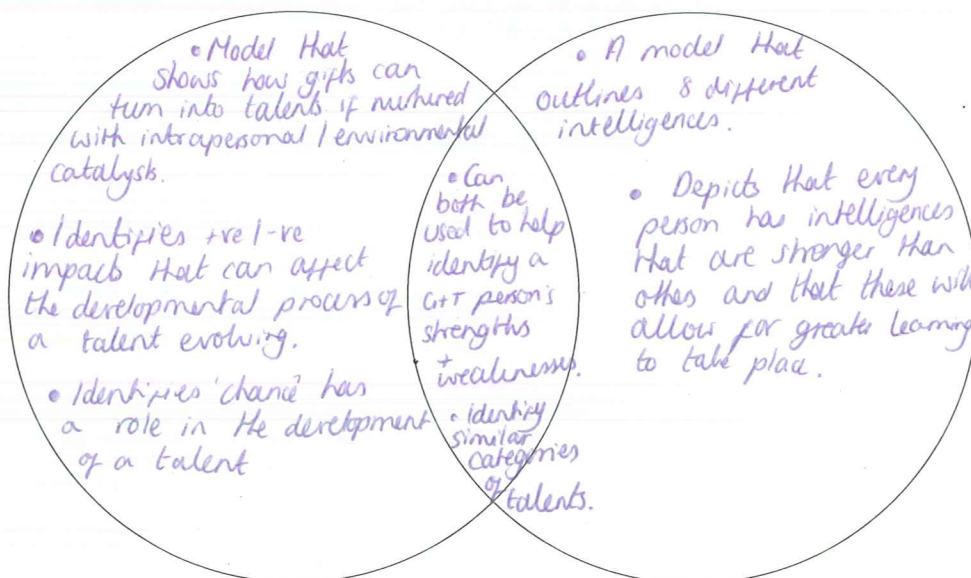 • Model that
shows how gifts can
turn into talents if nurtured
with intrapersonal / environmental
catalysts.
• Identifies +ve / -ve
impacts that can affect
the developmental process of
a talent evolving.
• Identifies 'chance' has
a role in the development
of a talent
• Can
both be
used to help
identify a
G+T person's
strengths
+
weaknesses.
• Identify
similar
categories
of
talents.
• A model that
outlines 8 different
intelligences.
• Depicts that every
person has intelligences
that are stronger than
others and that these will
allow for greater learning
to take place.